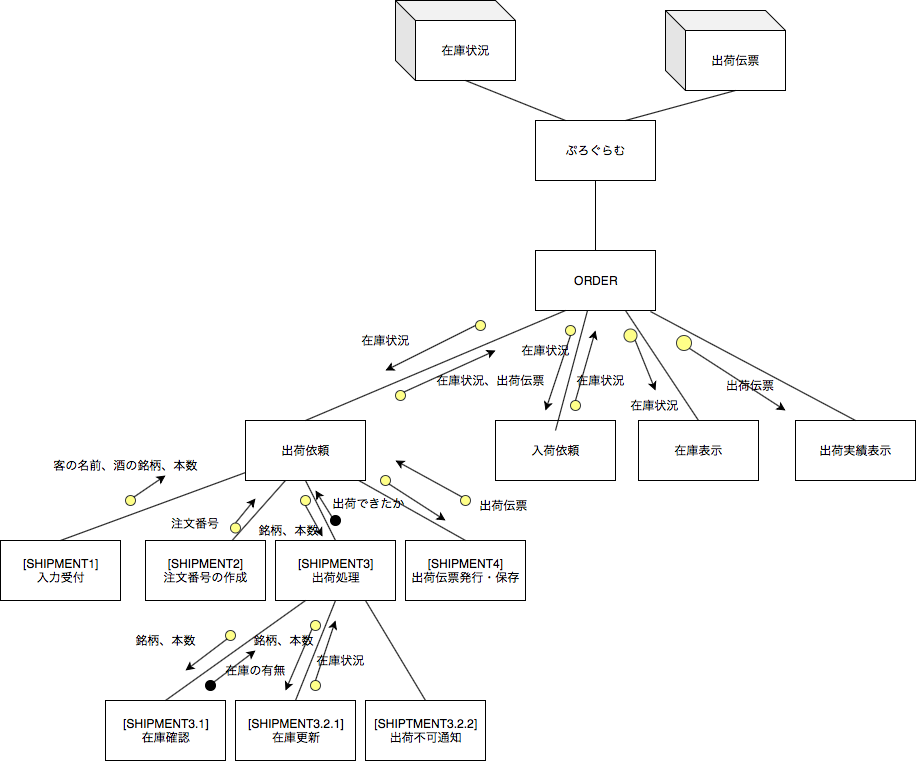 在庫状況
出荷伝票
ぷろぐらむ
ORDER
在庫状況
在庫状況、出荷伝票
在庫状況
在庫状況
在庫状況
出荷伝票
出荷依頼
入荷依頼
在庫表示
出荷実績表示
客の名前、酒の銘柄、本数
注文番号
銘柄、本数
出荷できたか
出荷伝票
[SHIPMENT1]
入力受付
[SHIPMENT2]
注文番号の作成
[SHIPMENT3]
出荷処理
[SHIPMENT4]
出荷伝票発行・保存
銘柄、本数
在庫の有無
銘柄、本数
在庫状況
[SHIPMENT3.1]
在庫確認
[SHIPMENT3.2.1]
在庫更新
[SHIPTMENT3.2.2]
出荷不可通知